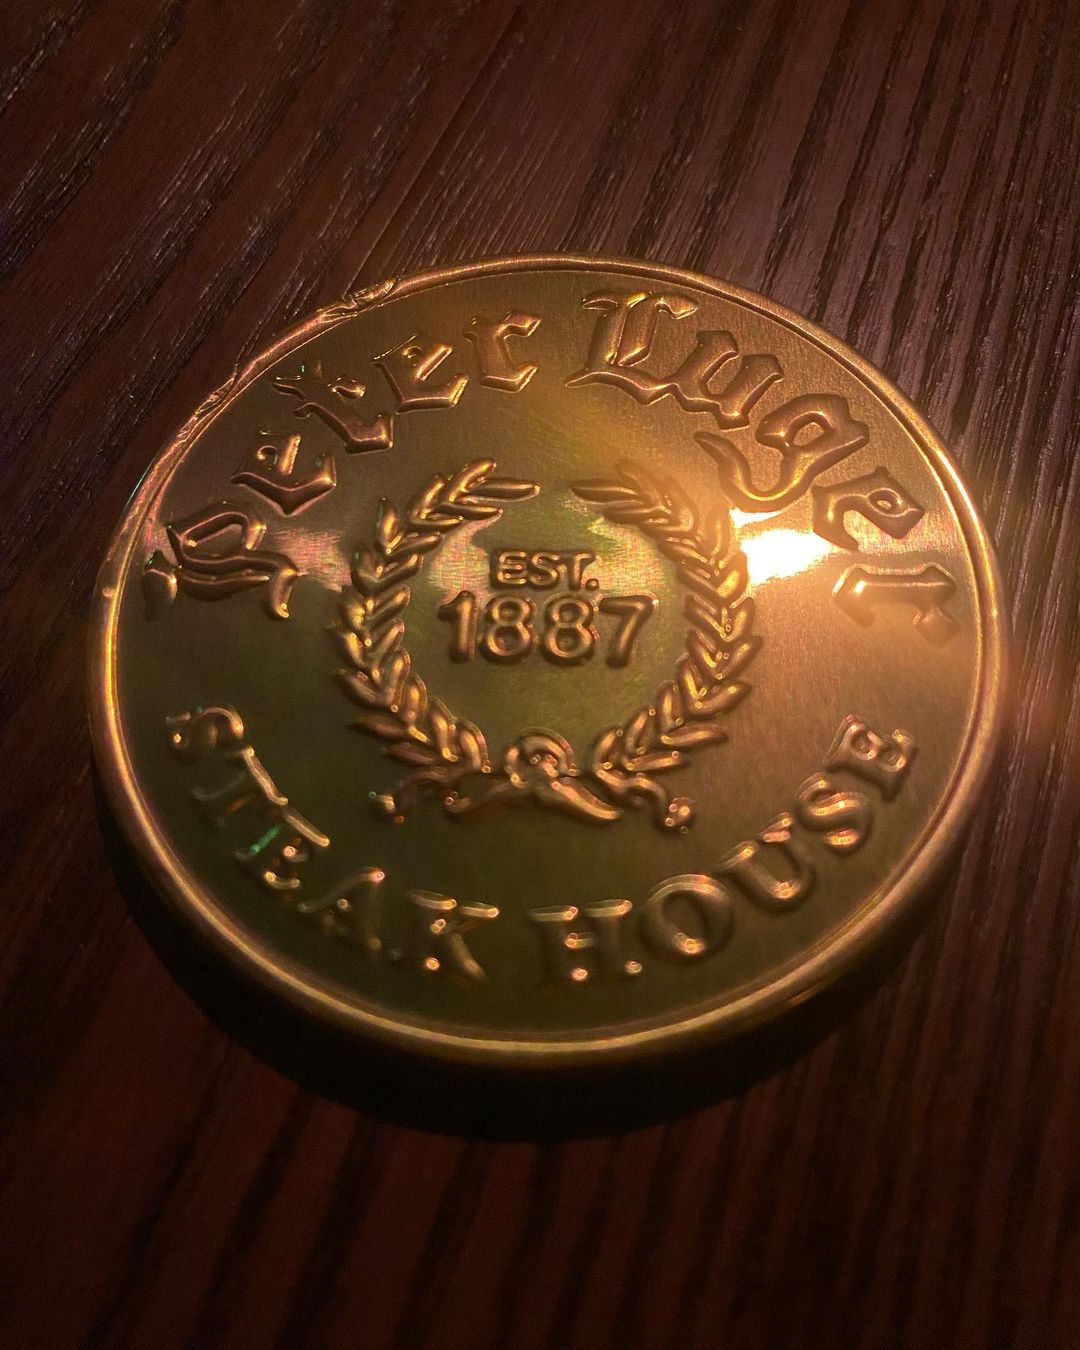 Peter Luger
EST.
1887
STEAK HOUSE